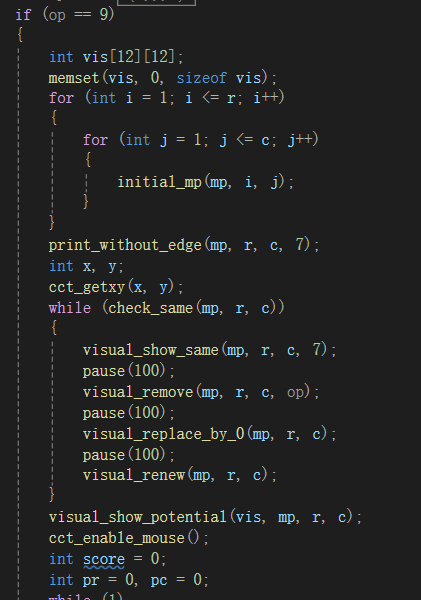 if (op == 9)
{
int vis[12][12];
memset(vis, 0, sizeof vis);
for (int i = 1; i <= r; i++)
{
for (int j = 1; j <= c; j++)
{
initial_mp(mp, i, j);
}
}
print_without_edge(mp, r, c, 7);
int x, y;
cct_getxy(x, y);
while (check_same(mp, r, c))
{
visual_show_same(mp, r, c, 7);
pause(100);
visual_remove(mp, r, c, op);
pause(100);
visual_replace_by_0(mp, r, c);
pause(100);
visual_renew(mp, r, c);
}
visual_show_potential(vis, mp, r, c);
cct_enable_mouse();
int score = 0;
int pr = 0, pc = 0;
while (1)